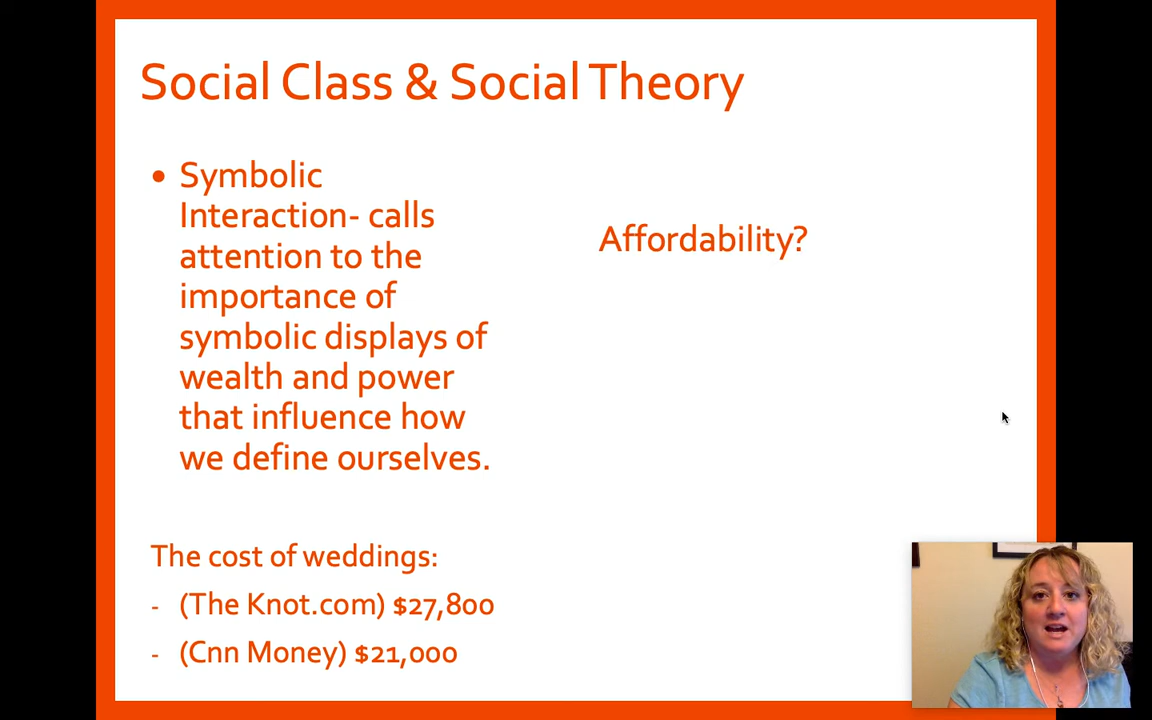 Social Class & Social Theory
• Symbolic
Interaction- calls
attention to the
importance of
symbolic displays of
wealth and power
that influence how
we define ourselves.
Affordability?
The cost of weddings:
- (The Knot.com) $27,800
- (Cnn Money) $21,000